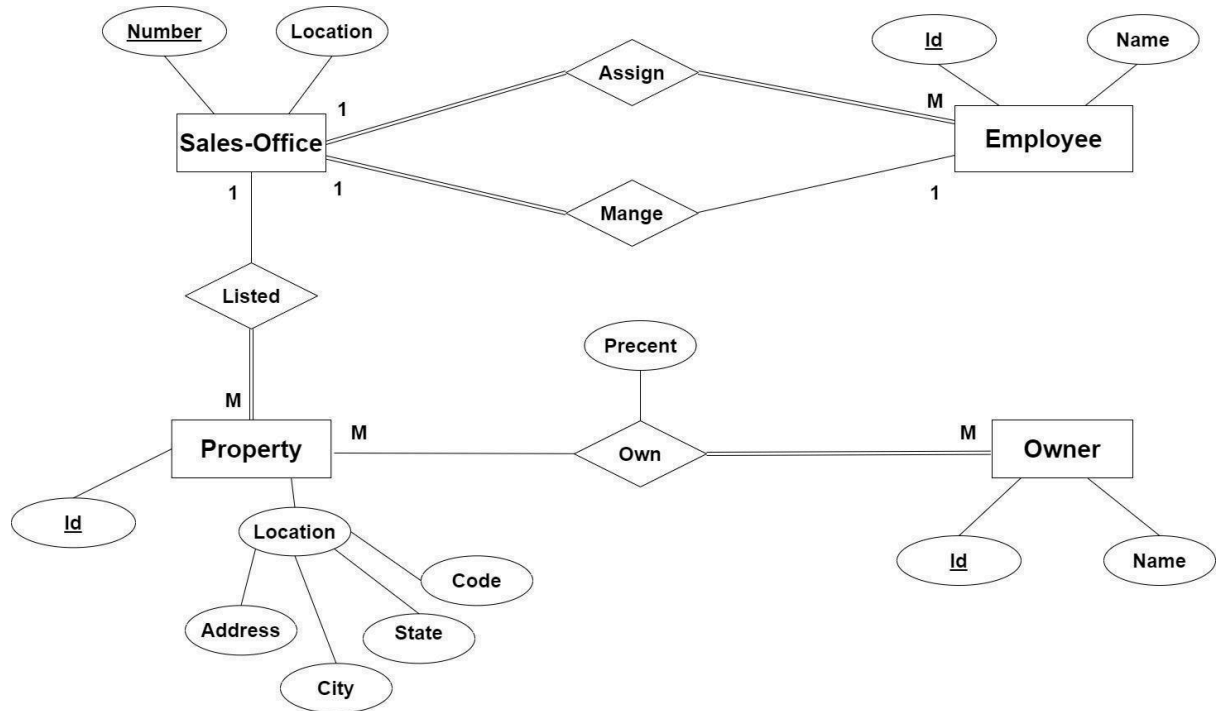 Number
Location
Assign
Id
Name
1
M
Sales-Office
Employee
1
1
Mange
1
Listed
Precent
M
Property
M
Own
M
Owner
Id
Location
Id
Name
Code
Address
State
City